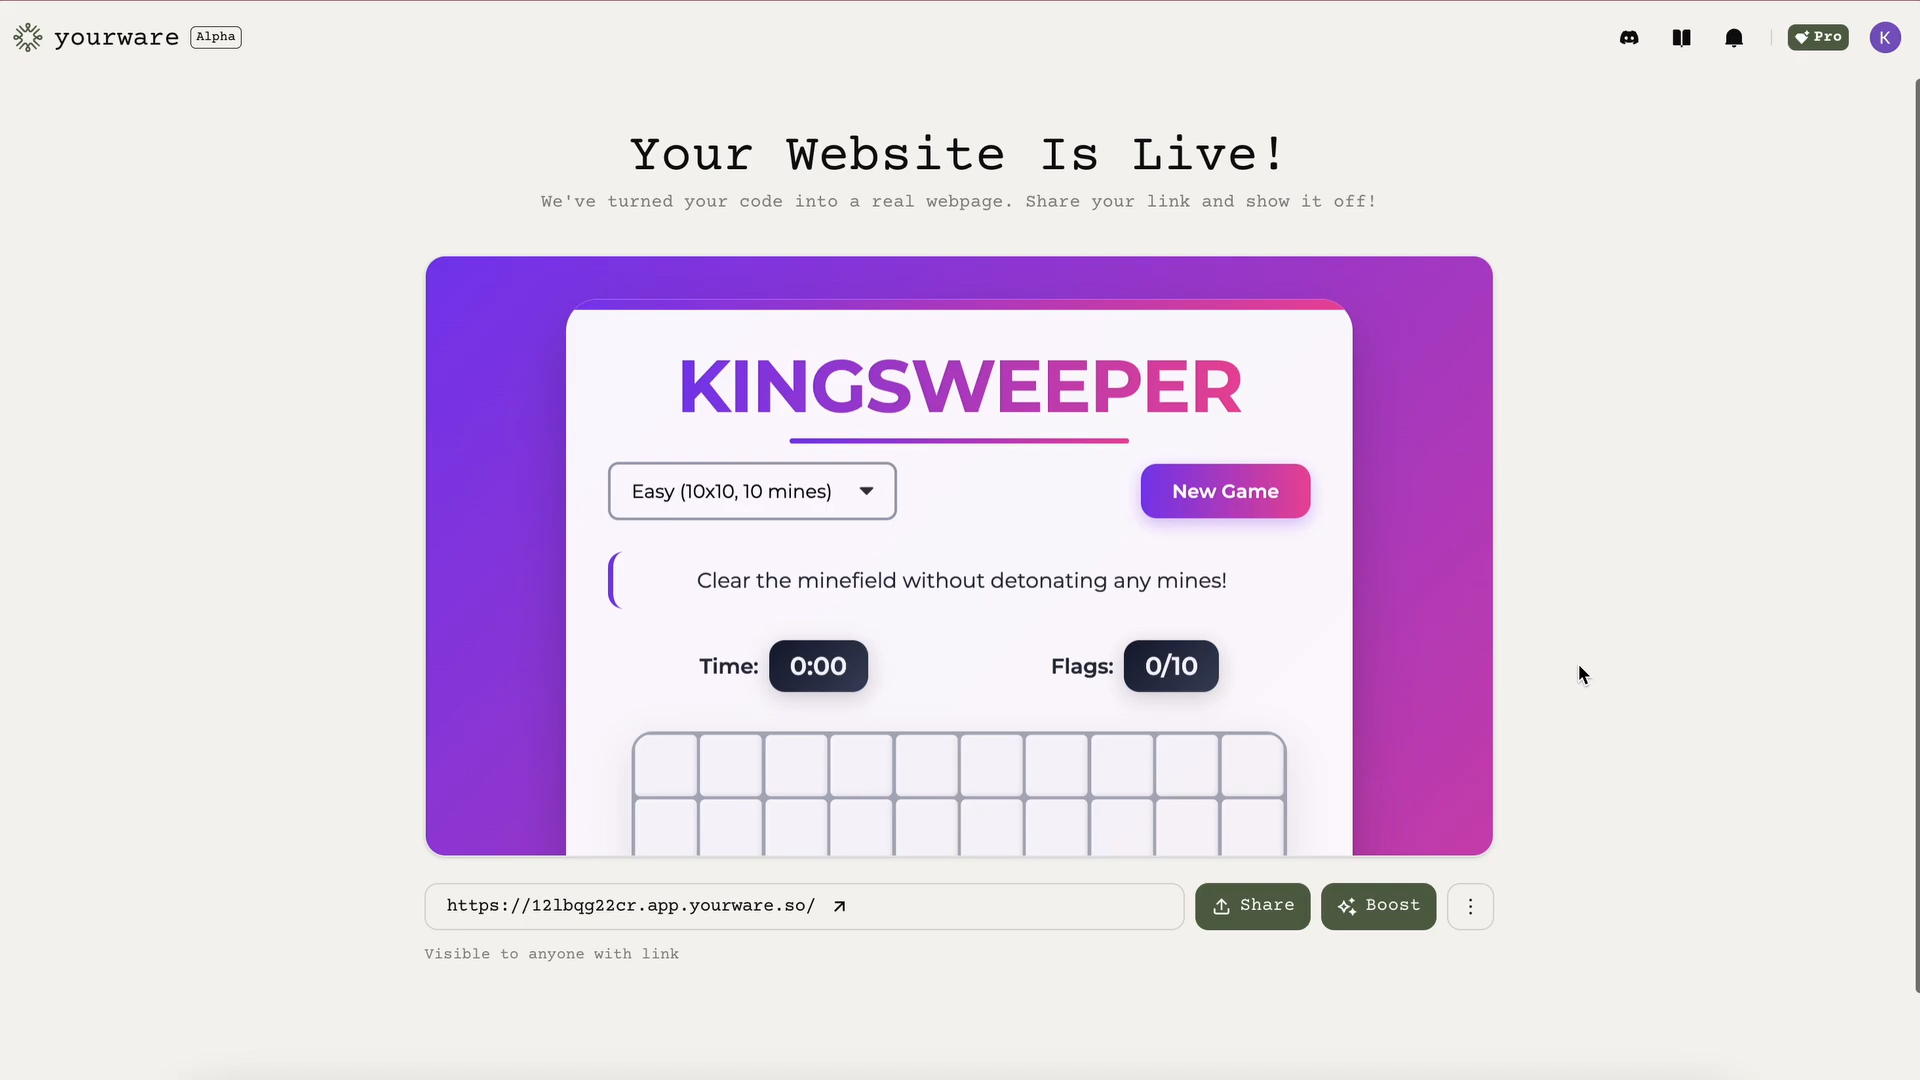 yourware Alpha
Pro
K
Your Website Is Live!
We've turned your code into a real webpage. Share your link and show it off!
KINGSWEEPER
Easy (10x10, 10 mines)
New Game
Clear the minefield without detonating any mines!
Time: 0:00
Flags: 0/10
https://12lbqg22cr.app.yourware.so/
Share
Boost
Visible to anyone with link